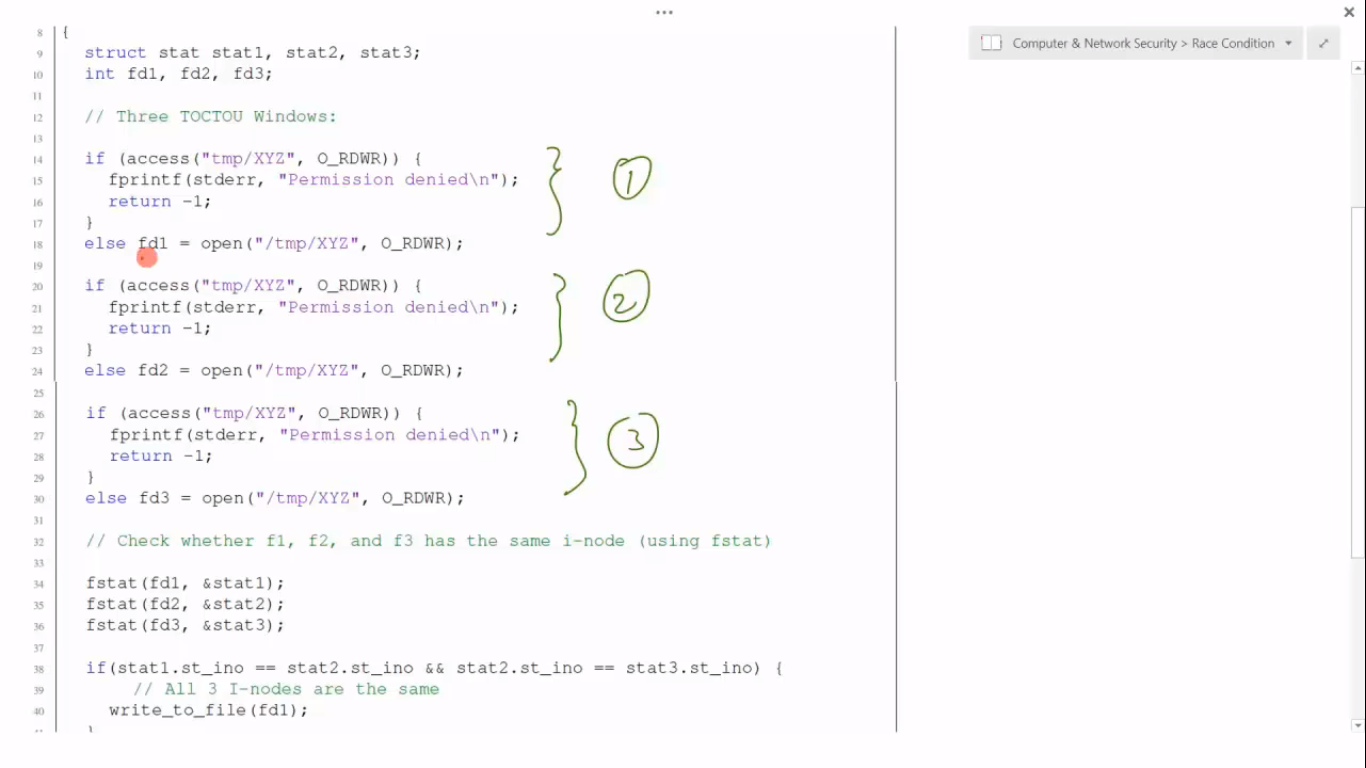 ...
Computer & Network Security > Race Condition
8 {
9 struct stat stat1, stat2, stat3;
10 int fd1, fd2, fd3;
11
12 // Three TOCTOU Windows:
13
14 if (access("tmp/XYZ", O_RDWR)) {
15 fprintf(stderr, "Permission denied\n");
1
16 return -1;
17 }
18 else fd1 = open("/tmp/XYZ", O_RDWR);
19
20 if (access("tmp/XYZ", O_RDWR)) {
21 fprintf(stderr, "Permission denied\n");
2
22 return -1;
23 }
24 else fd2 = open("/tmp/XYZ", O_RDWR);
25
26 if (access("tmp/XYZ", O_RDWR)) {
27 fprintf(stderr, "Permission denied\n");
3
28 return -1;
29 }
30 else fd3 = open("/tmp/XYZ", O_RDWR);
31
32 // Check whether f1, f2, and f3 has the same i-node (using fstat)
33
34 fstat(fd1, &stat1);
35 fstat(fd2, &stat2);
36 fstat(fd3, &stat3);
37
38 if(stat1.st_ino == stat2.st_ino && stat2.st_ino == stat3.st_ino) {
39 // All 3 I-nodes are the same
40 write_to_file(fd1);